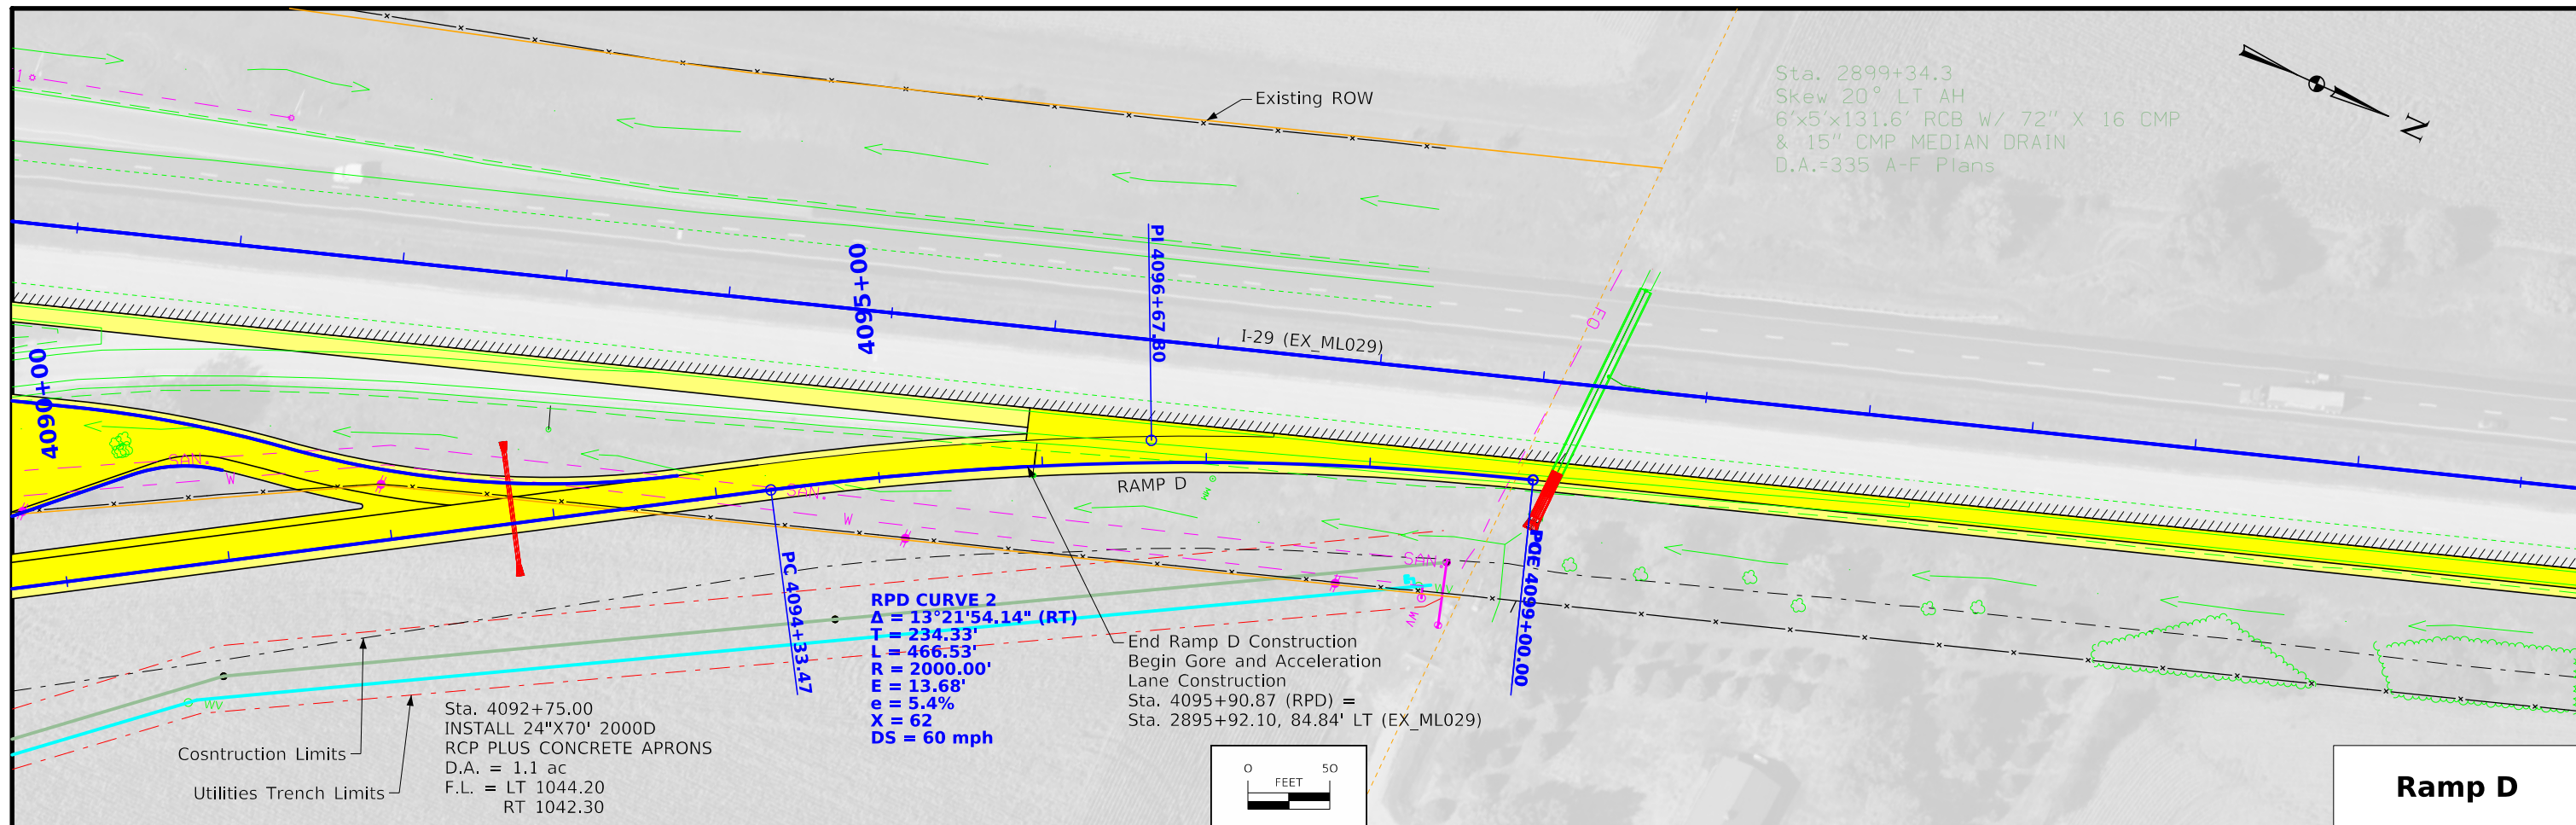 Existing ROW
Sta. 2899+34.3
Skew 20° LT AH
6'x5'x131.6' RCB W/ 72" X 16 CMP
& 15" CMP MEDIAN DRAIN
D.A.=335 A-F Plans
N
1
4090+00
4095+00
PI 4096+67.80
I-29 (EX_ML029)
FO
SAN.
W
SAN.
W
RAMP D
MW
SAN.
WV
WV
PC 4094+33.47
POE 4099+00.00
RPD CURVE 2
Δ = 13°21'54.14" (RT)
T = 234.33'
L = 466.53'
R = 2000.00'
E = 13.68'
e = 5.4%
X = 62
DS = 60 mph
End Ramp D Construction
Begin Gore and Acceleration
Lane Construction
Sta. 4095+90.87 (RPD) =
Sta. 2895+92.10, 84.84' LT (EX_ML029)
WV
Sta. 4092+75.00
INSTALL 24"X70' 2000D
RCP PLUS CONCRETE APRONS
D.A. = 1.1 ac
F.L. = LT 1044.20
RT 1042.30
Cosntruction Limits
Utilities Trench Limits
0 50
FEET
Ramp D